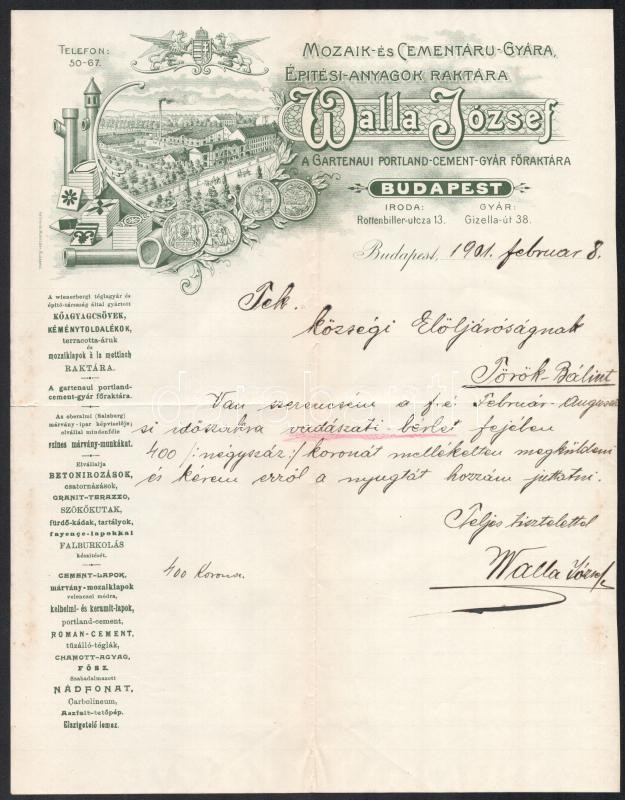 TELEFON:
50-67.
MOZAIK-ÉS CEMENTÁRU-GYÁRA,
ÉPITÉSI-ANYAGOK RAKTÁRA
Walla József
A GARTENAUI PORTLAND-CEMENT-GYÁR FŐRAKTÁRA
BUDAPEST
IRODA: GYÁR:
Rottenbiller-utcza 13. Gizella-út 38.
Budapest, 1901. február 8.
Tek.
községi Elöljáróságnak
Török-Bálint
Van szerencsém a f. é. Február-Augusz
si időszakra vadászati-bérlet fejében
400 /: négyszáz :/ koronát mellékelten megküldeni
és kérem erről a nyugtát hozzám juttatni.
Teljes tisztelettel
Walla József
400 Korona.
A wienerbergi téglagyár és
épitő-társaság által gyártott
KŐAGYAGCSÖVEK,
KÉMÉNYTOLDALÉKOK,
terracotta-áruk
és
mozaiklapok à la mettlach
RAKTÁRA.
A gartenaui portland-
cement-gyár főraktára.
Az oberalmi (Salzburg)
márvány-ipar képviselője;
elvállal mindenféle
szines márvány-munkákat.
Elvállalja
BETONIROZÁSOK,
csatornázások,
GRANIT-TERAZZO,
SZÖKŐKUTAK,
fürdő-kádak, tartályok,
fayençe-lapokkal
FALBURKOLÁS
készitését.
CEMENT-LAPOK,
márvány-mozaiklapok
velenczei módra,
kelheimi- és keramit-lapok,
portland-cement,
ROMAN-CEMENT,
tűzálló-téglák,
CHAMOTT-AGYAG,
Szabadalmazott
NÁDFONAT,
Carbolineum,
Aszfalt-tetőpáp.
Elszigetelő lemez.